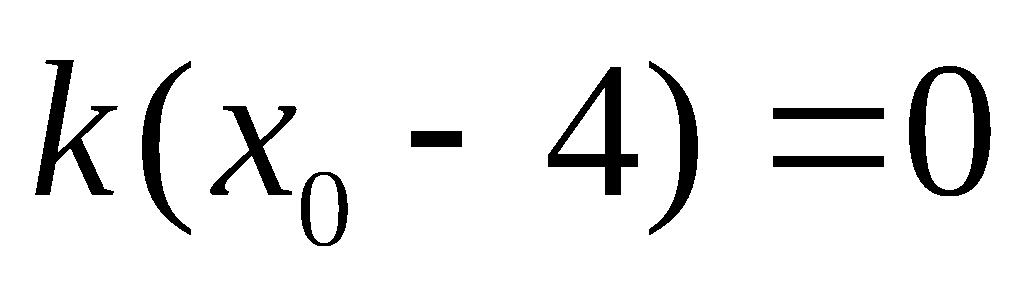 k(x₀ - 4) =0